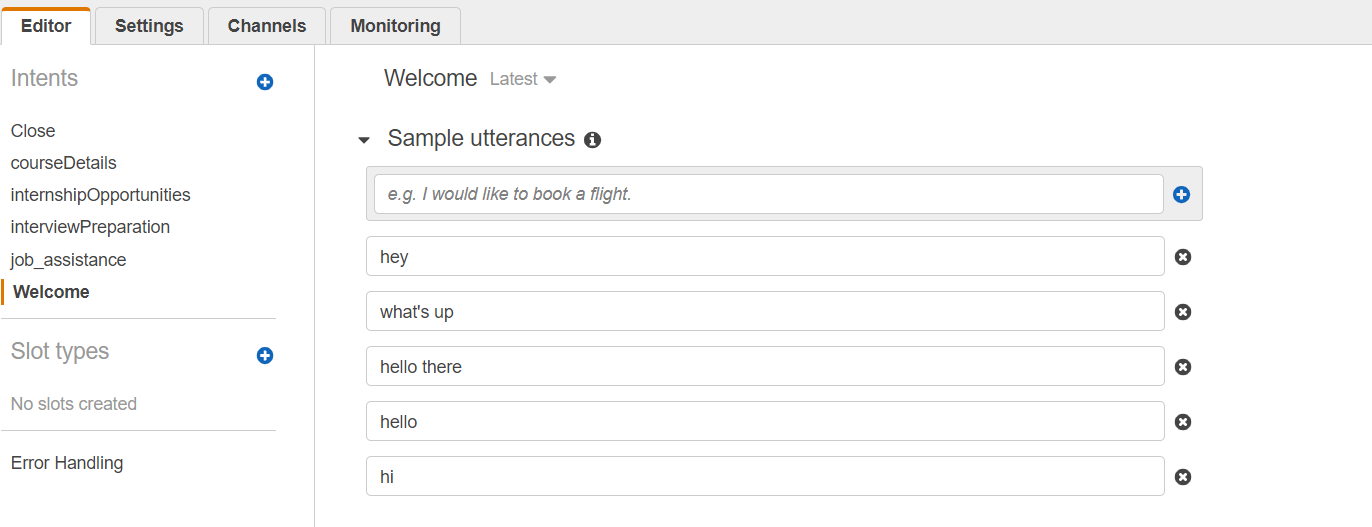 Editor Settings Channels Monitoring
Intents
Close
courseDetails
internshipOpportunities
interviewPreparation
job_assistance
Welcome
Slot types
No slots created
Error Handling
Welcome Latest
Sample utterances
e.g. I would like to book a flight.
hey
what's up
hello there
hello
hi